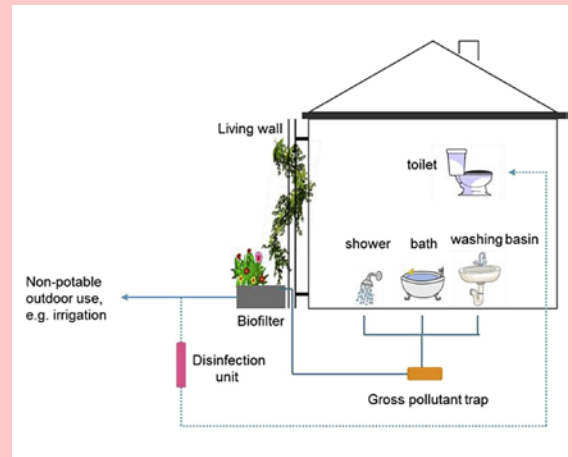 Living wall
toilet
shower
bath
washing basin
Non-potable
outdoor use,
e.g. irrigation
Biofilter
Disinfection
unit
Gross pollutant trap